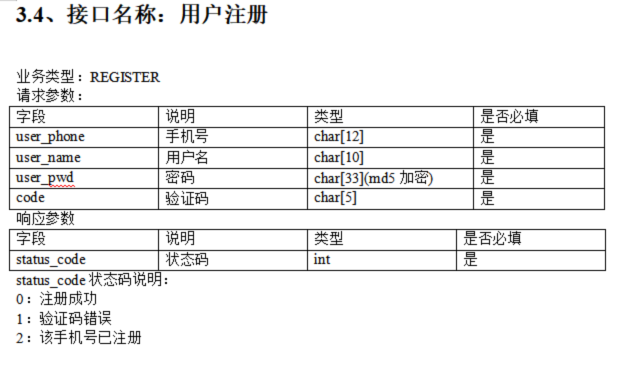 3.4、接口名称：用户注册
业务类型：REGISTER
请求参数：
字段 说明 类型 是否必填
user_phone 手机号 char[12] 是
user_name 用户名 char[10] 是
user_pwd 密码 char[33](md5 加密) 是
code 验证码 char[5] 是
响应参数
字段 说明 类型 是否必填
status_code 状态码 int 是
status_code 状态码说明：
0：注册成功
1：验证码错误
2：该手机号已注册